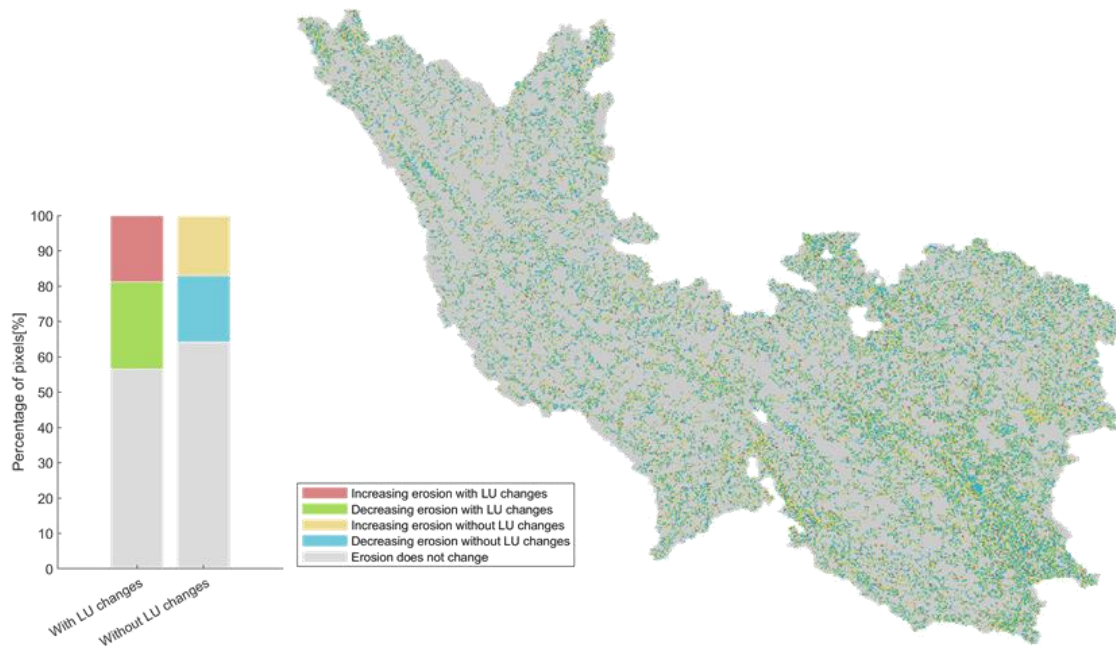 100
90
80
70
60
50
40
30
20
10
0
Percentage of pixels[%]
With LU changes
Without LU changes
Increasing erosion with LU changes
Decreasing erosion with LU changes
Increasing erosion without LU changes
Decreasing erosion without LU changes
Erosion does not change